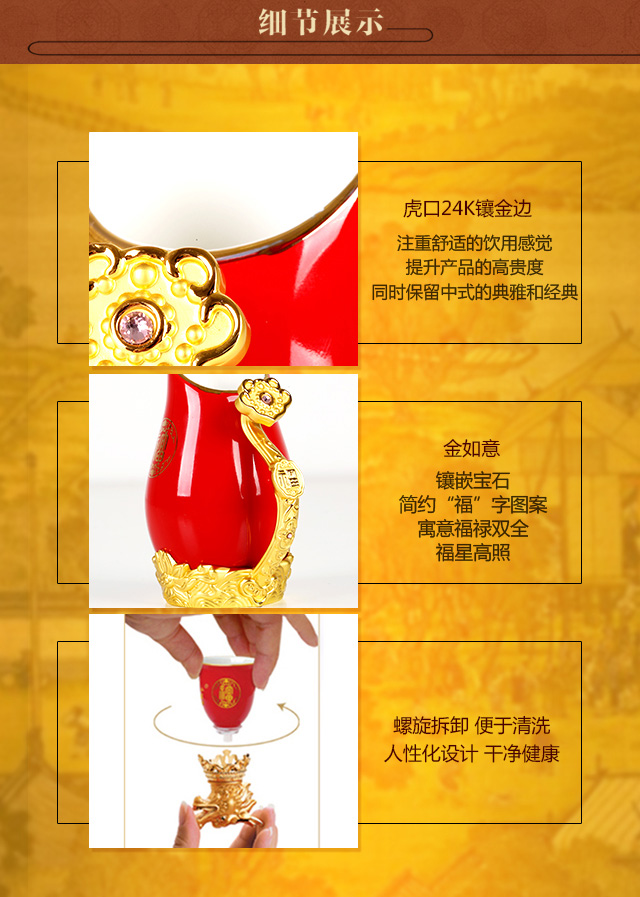 细节展示
虎口24K镶金边
注重舒适的饮用感觉
提升产品的高贵度
同时保留中式的典雅和经典
金如意
镶嵌宝石
简约“福”字图案
寓意福禄双全
福星高照
螺旋拆卸 便于清洗
人性化设计 干净健康